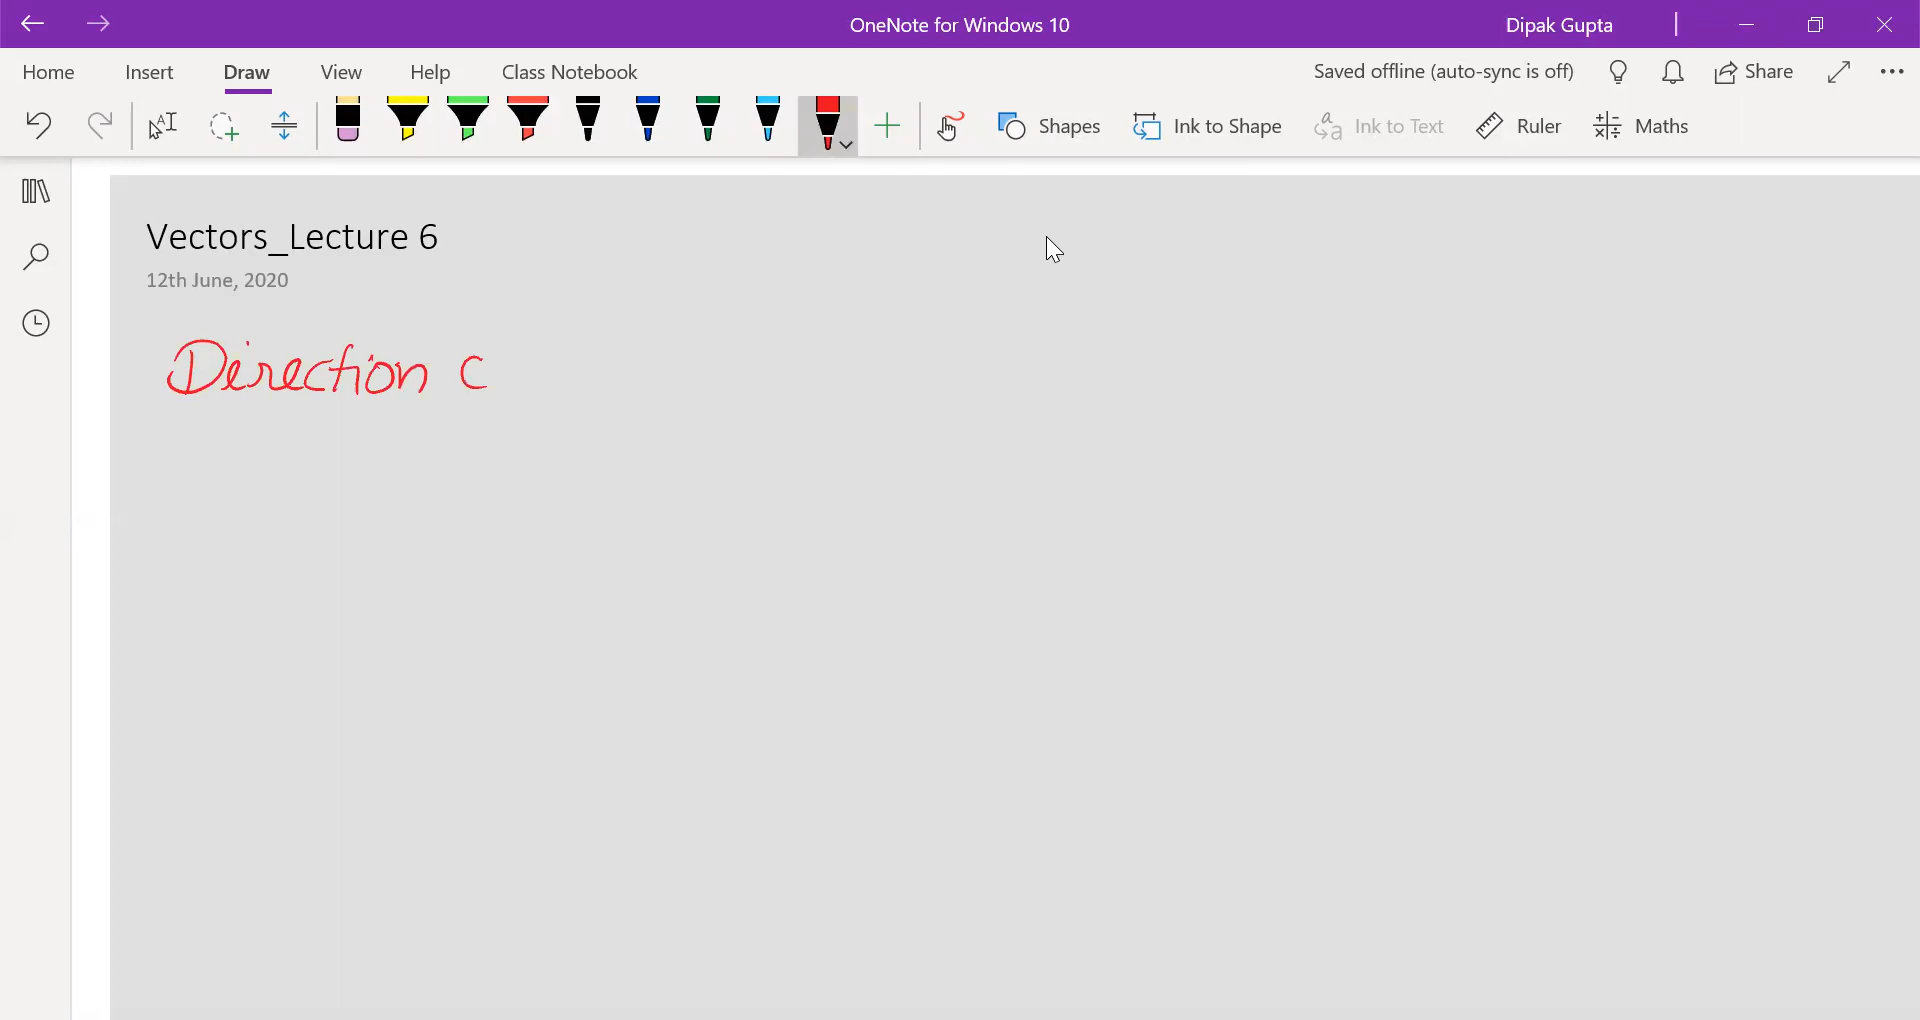 OneNote for Windows 10
Dipak Gupta
Home Insert Draw View Help Class Notebook
Saved offline (auto-sync is off) Share
Shapes Ink to Shape Ink to Text Ruler Maths
Vectors_Lecture 6
12th June, 2020
Direction c